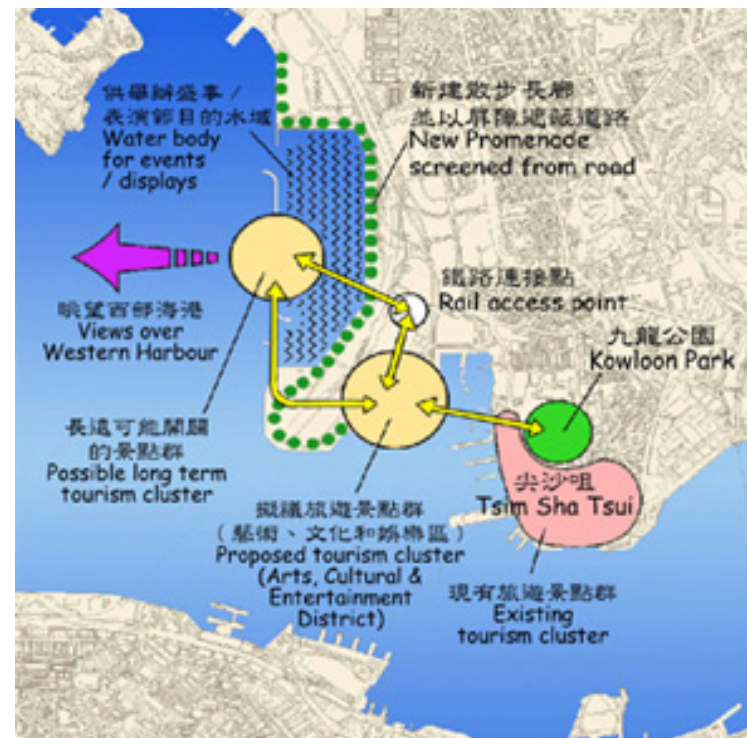 供舉辦盛事/
表演節目的水域
Water body
for events
/ displays
新建散步長廊
並以屏障遮蔽道路
New Promenade
screened from road
眺望西部海港
Views over
Western Harbour
鐵路連接點
Rail access point
九龍公園
Kowloon Park
長遠可能開闢
的景點群
Possible long term
tourism cluster
尖沙咀
Tsim Sha Tsui
擬議旅遊景點群
(藝術、文化和娛樂區)
Proposed tourism cluster
(Arts, Cultural &
Entertainment
District)
現有旅遊景點群
Existing
tourism cluster